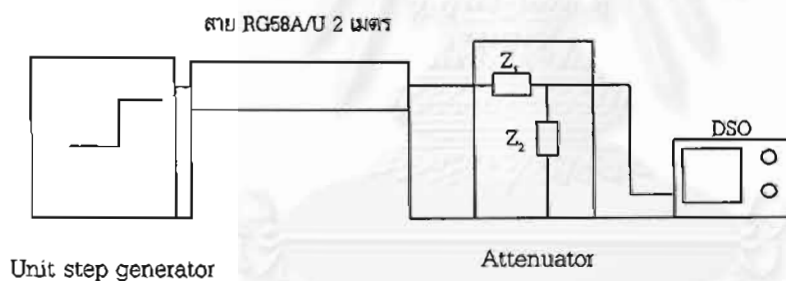 สาย RG58A/U 2 เมตร
Z₁
Z₂
DSO
Unit step generator
Attenuator